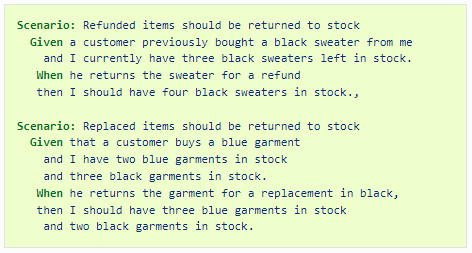 Scenario: Refunded items should be returned to stock
Given a customer previously bought a black sweater from me
and I currently have three black sweaters left in stock.
When he returns the sweater for a refund
then I should have four black sweaters in stock.,
Scenario: Replaced items should be returned to stock
Given that a customer buys a blue garment
and I have two blue garments in stock
and three black garments in stock.
When he returns the garment for a replacement in black,
then I should have three blue garments in stock
and two black garments in stock.